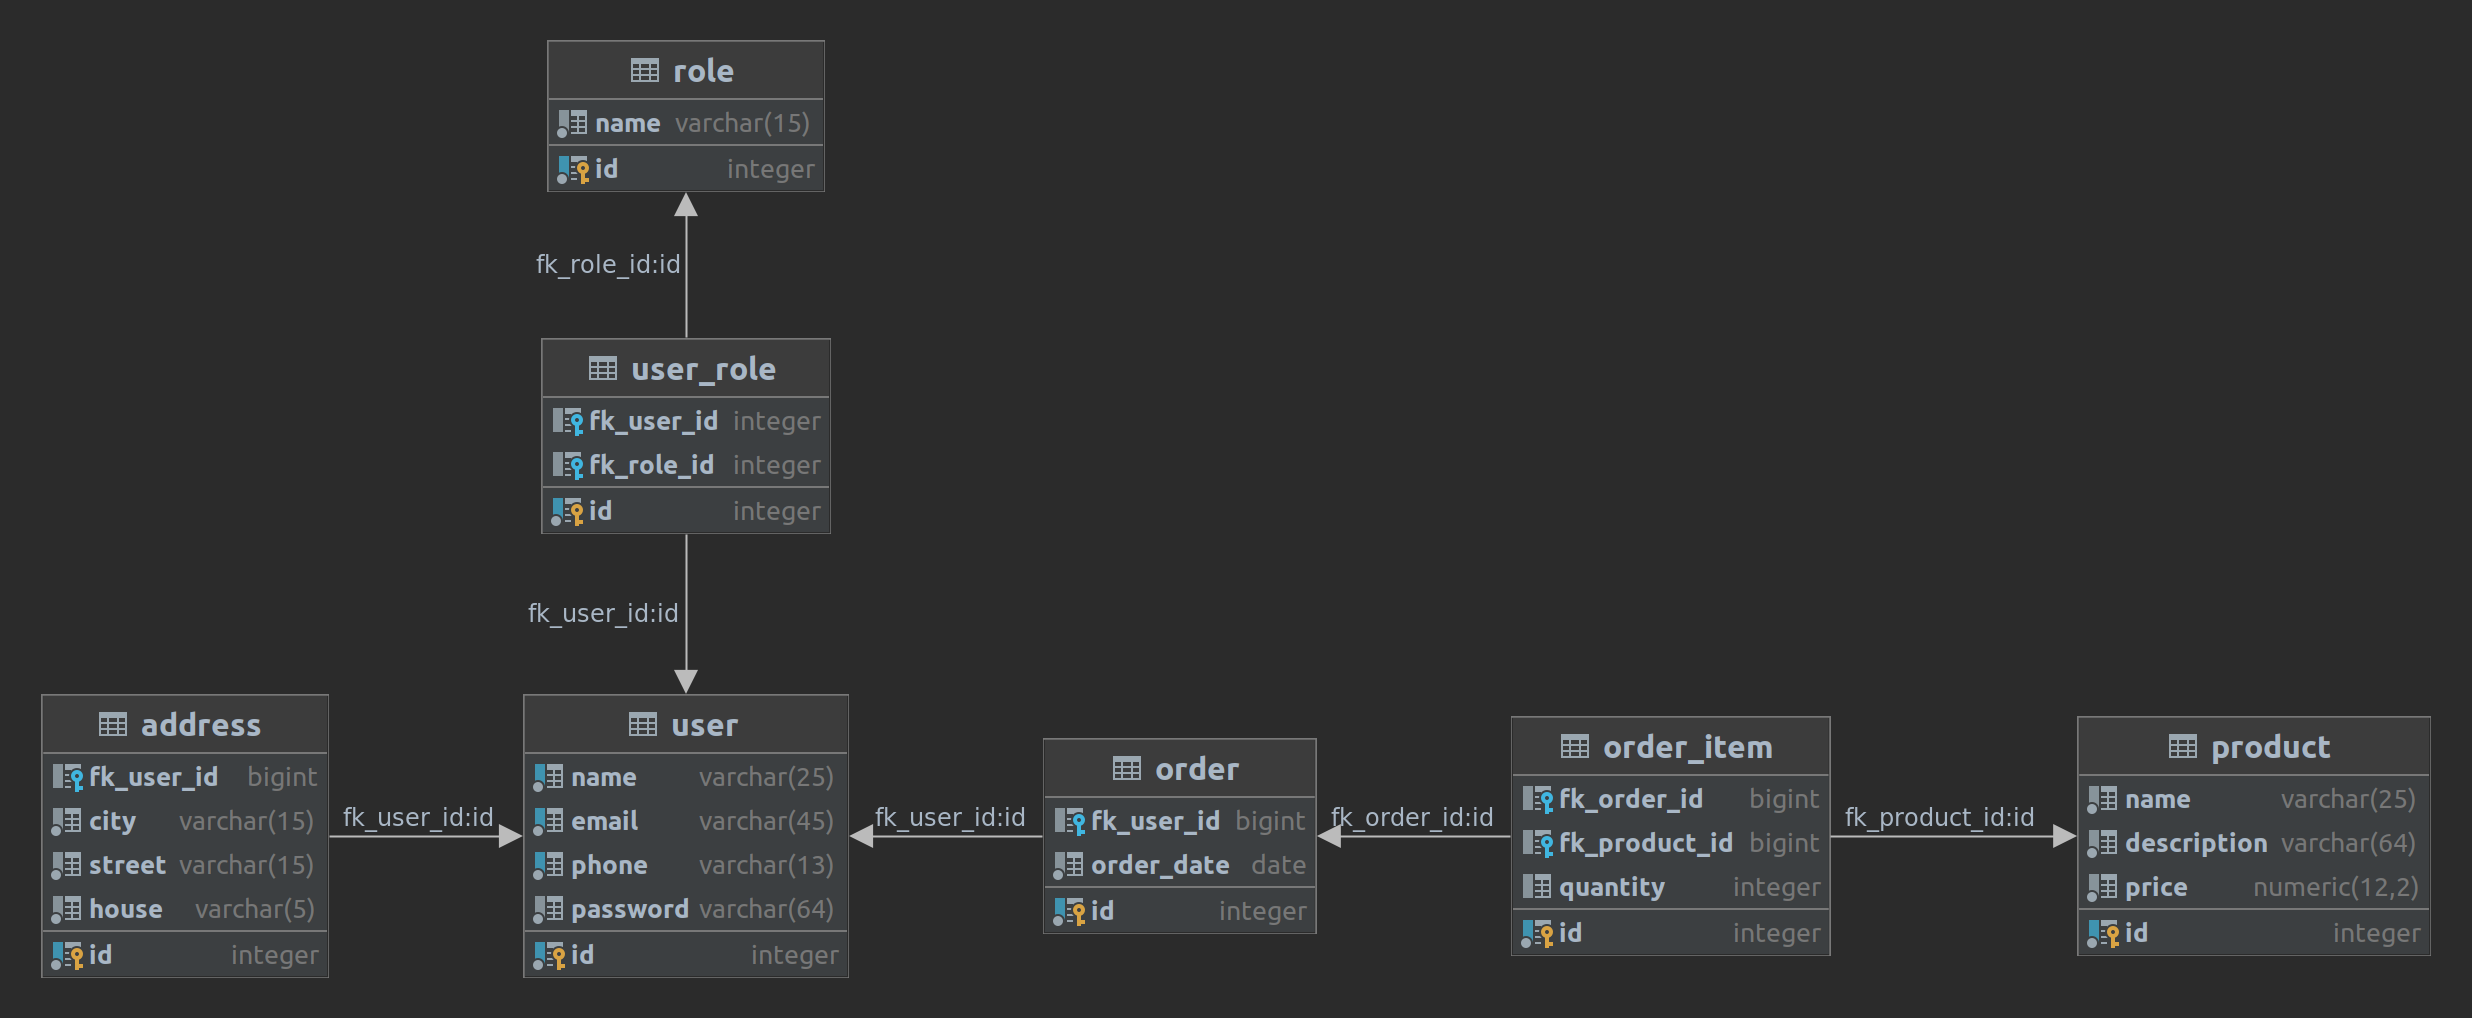 role
name varchar(15)
id integer
fk_role_id:id
user_role
fk_user_id integer
fk_role_id integer
id integer
fk_user_id:id
address
fk_user_id bigint
city varchar(15)
street varchar(15)
house varchar(5)
id integer
fk_user_id:id
user
name varchar(25)
email varchar(45)
phone varchar(13)
password varchar(64)
id integer
fk_user_id:id
order
fk_user_id bigint
order_date date
id integer
fk_order_id:id
order_item
fk_order_id bigint
fk_product_id bigint
quantity integer
id integer
fk_product_id:id
product
name varchar(25)
description varchar(64)
price numeric(12,2)
id integer